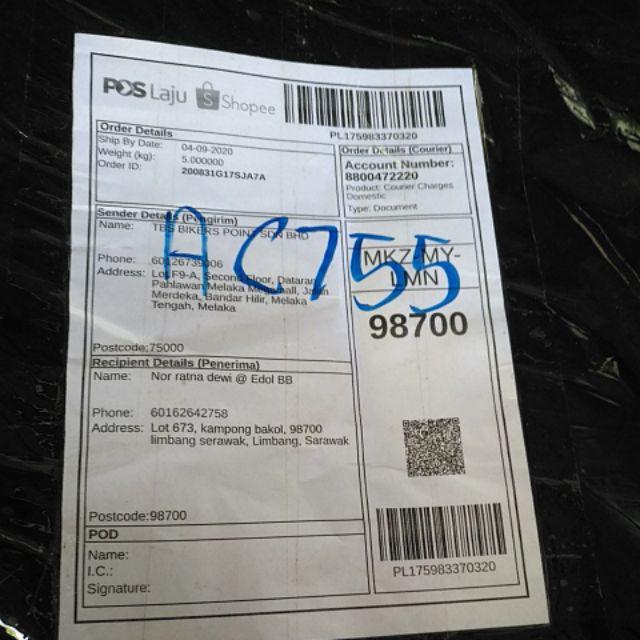 POS Laju Shopee
PL175983370320
Order Details
Ship By Date: 04-09-2020
Weight (kg): 5.000000
Order ID: 200831G17SJA7A
Order Details (Courier)
Account Number:
8800472220
Product: Courier Charges
Domestic
Type: Document
Sender Details (Pengirim)
Name: TBS BIKERS POINT SDN BHD
Phone: 60126739006
Address: Lot F9-A, Second Floor, Dataran
Pahlawan Melaka Megamall, Jalan
Merdeka, Bandar Hilir, Melaka
Tengah, Melaka
Postcode:75000
AC755
MKZ-MY-
LMN
98700
Recipient Details (Penerima)
Name: Nor ratna dewi @ Edol BB
Phone: 60162642758
Address: Lot 673, kampong bakol, 98700
limbang serawak, Limbang, Sarawak
Postcode:98700
POD
Name:
I.C.:
Signature:
PL175983370320